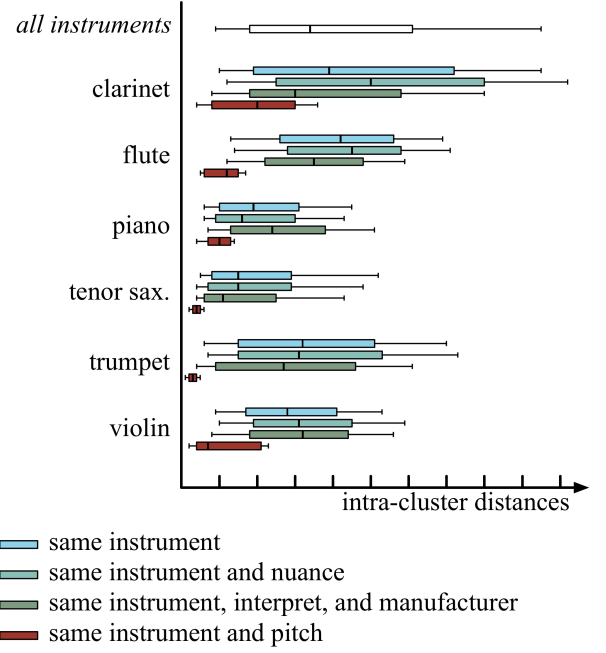 all instruments
clarinet
flute
piano
tenor sax.
trumpet
violin
intra-cluster distances
same instrument
same instrument and nuance
same instrument, interpret, and manufacturer
same instrument and pitch